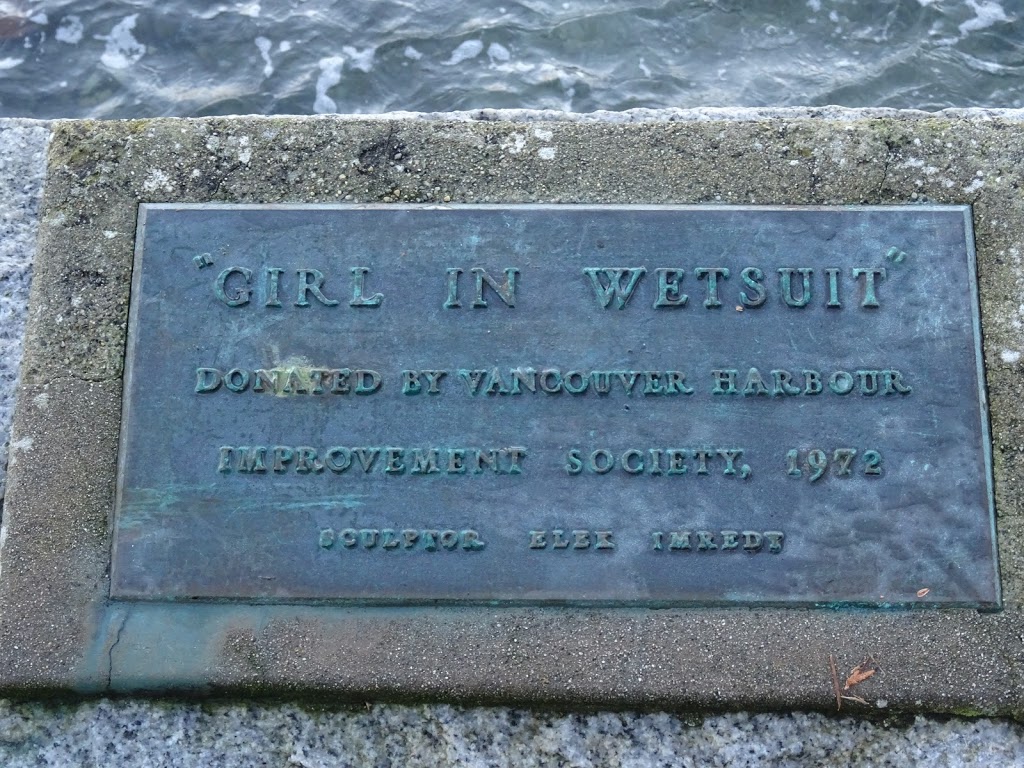 "GIRL IN WETSUIT"
DONATED BY VANCOUVER HARBOUR
IMPROVEMENT SOCIETY, 1972
SCULPTOR ELEK IMREDY